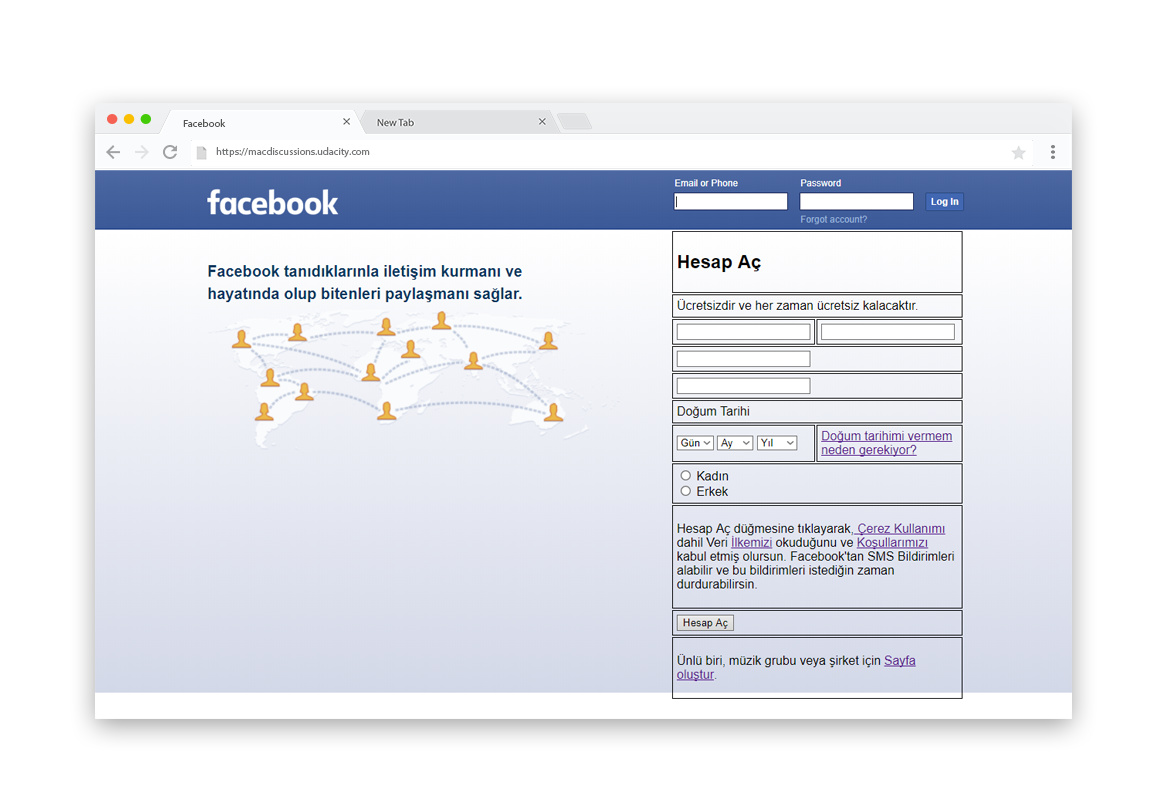 Facebook
New Tab
https://macdiscussions.udacity.com
facebook
Email or Phone
Password
Log In
Forgot account?
Facebook tanıdıklarınla iletişim kurmanı ve
hayatında olup bitenleri paylaşmanı sağlar.
Hesap Aç
Ücretsizdir ve her zaman ücretsiz kalacaktır.
Doğum Tarihi
Gün Ay Yıl
Doğum tarihimi vermem
neden gerekiyor?
Kadın
Erkek
Hesap Aç düğmesine tıklayarak, Çerez Kullanımı
dahil Veri İlkemizi okuduğunu ve Koşullarımızı
kabul etmiş olursun. Facebook'tan SMS Bildirimleri
alabilir ve bu bildirimleri istediğin zaman
durdurabilirsin.
Hesap Aç
Ünlü biri, müzik grubu veya şirket için Sayfa
oluştur.